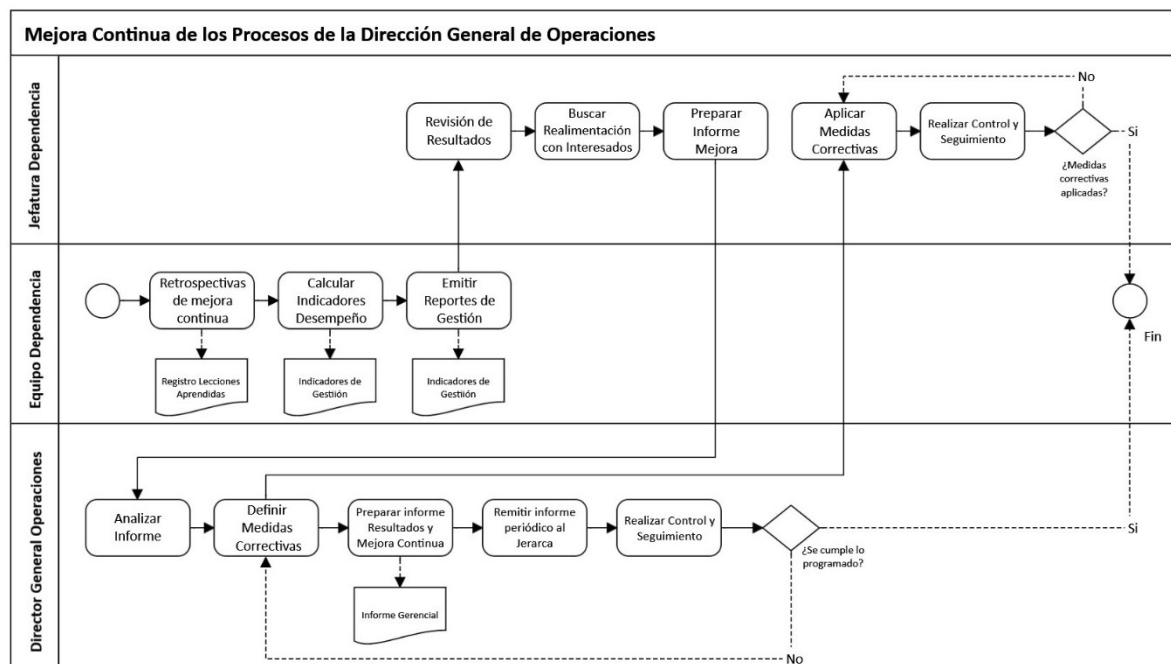 Mejora Continua de los Procesos de la Dirección General de Operaciones
Jefatura Dependencia
Revisión de
Resultados
Buscar
Realimentación
con Interesados
Preparar
Informe
Mejora
Aplicar
Medidas
Correctivas
Realizar Control y
Seguimiento
No
Si
¿Medidas
correctivas
aplicadas?
Equipo Dependencia
Retrospectivas
de mejora
continua
Calcular
Indicadores
Desempeño
Emitir
Reportes de
Gestión
Registro Lecciones
Aprendidas
Indicadores de
Gestiión
Indicadores de
Gestiión
Fin
Director General Operaciones
Analizar
Informe
Definir
Medidas
Correctivas
Preparar informe
Resultados y
Mejora Continua
Remitir informe
periódico al
Jerarca
Realizar Control y
Seguimiento
¿Se cumple lo
programado?
Si
Informe Gerencial
No